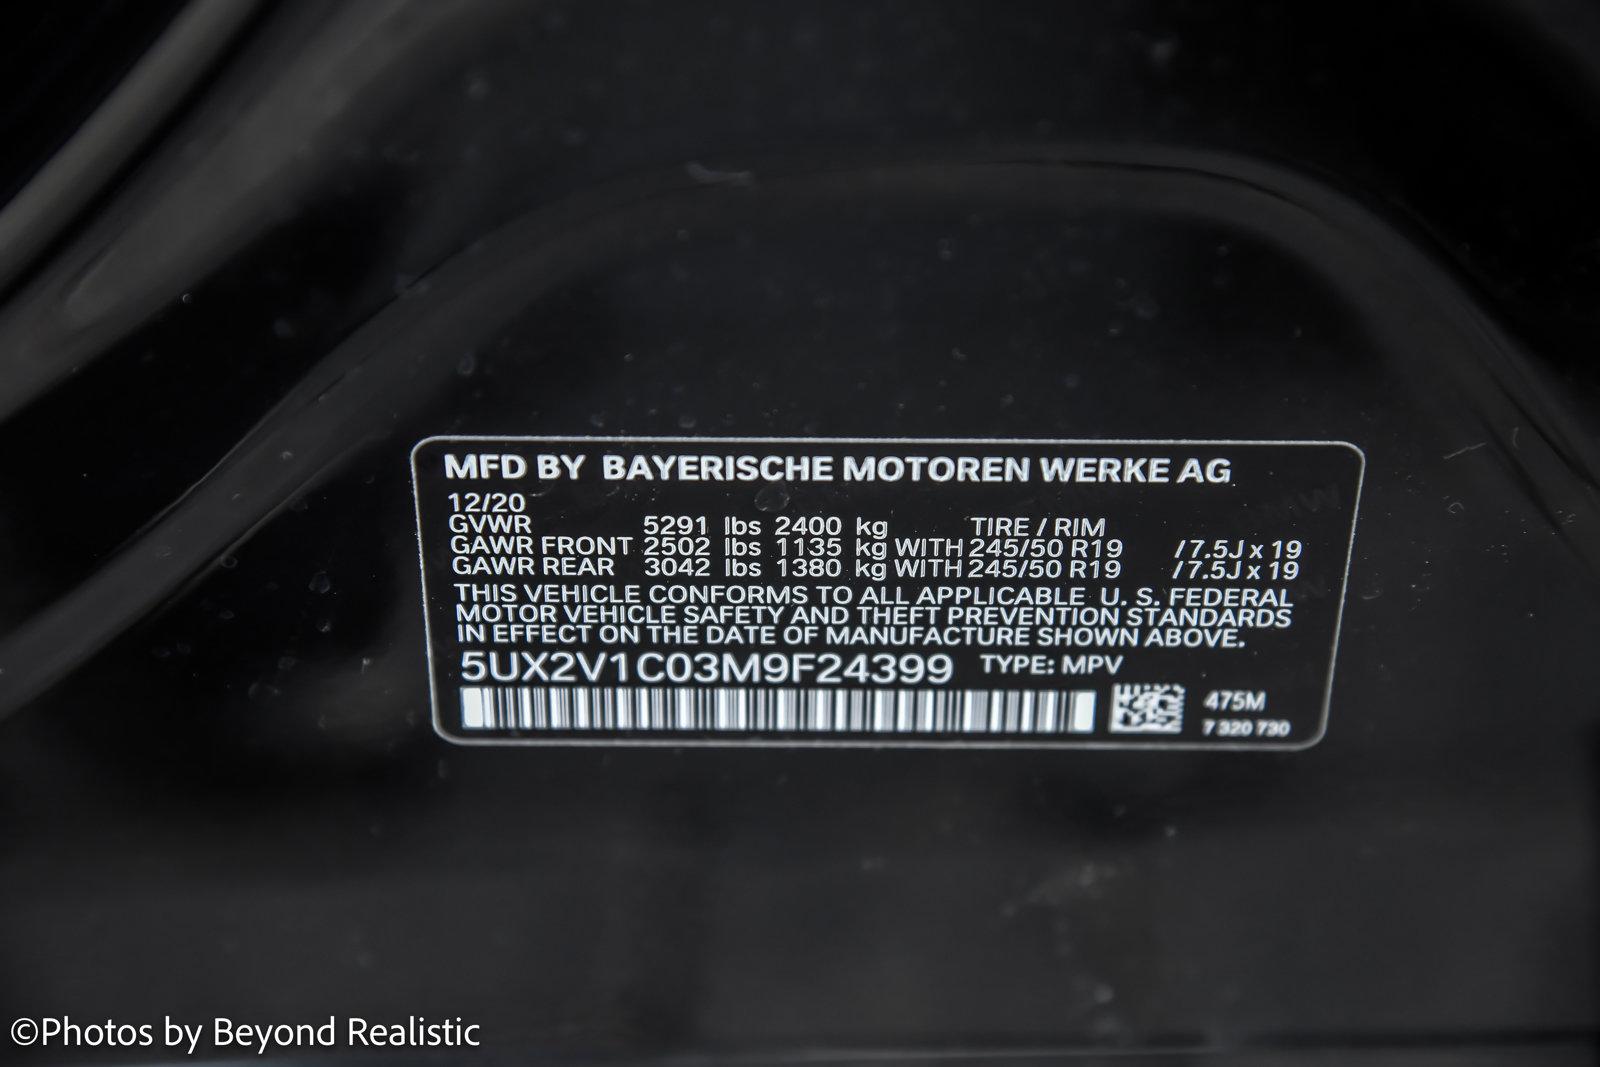 MFD BY BAYERISCHE MOTOREN WERKE AG
12/20
GVWR 5291 lbs 2400 kg TIRE / RIM
GAWR FRONT 2502 lbs 1135 kg WITH 245/50 R19 / 7.5J x 19
GAWR REAR 3042 lbs 1380 kg WITH 245/50 R19 / 7.5J x 19
THIS VEHICLE CONFORMS TO ALL APPLICABLE U. S. FEDERAL
MOTOR VEHICLE SAFETY AND THEFT PREVENTION STANDARDS
IN EFFECT ON THE DATE OF MANUFACTURE SHOWN ABOVE.
5UX2V1C03M9F24399 TYPE: MPV
475M
7 320 730
©Photos by Beyond Realistic